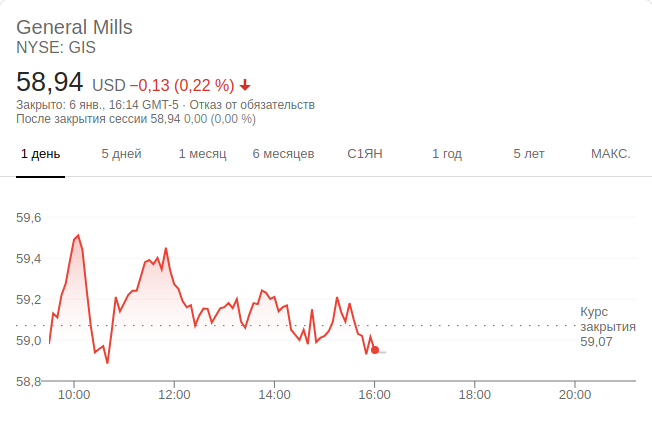 General Mills
NYSE: GIS
58,94 USD −0,13 (0,22 %)
Закрыто: 6 янв., 16:14 GMT-5 · Отказ от обязательств
После закрытия сессии 58,94 0,00 (0,00 %)
1 день 5 дней 1 месяц 6 месяцев С1ЯН 1 год 5 лет МАКС.
59,6
59,4
59,2
Курс
закрытия
59,07
59,0
58,8
10:00 12:00 14:00 16:00 18:00 20:00